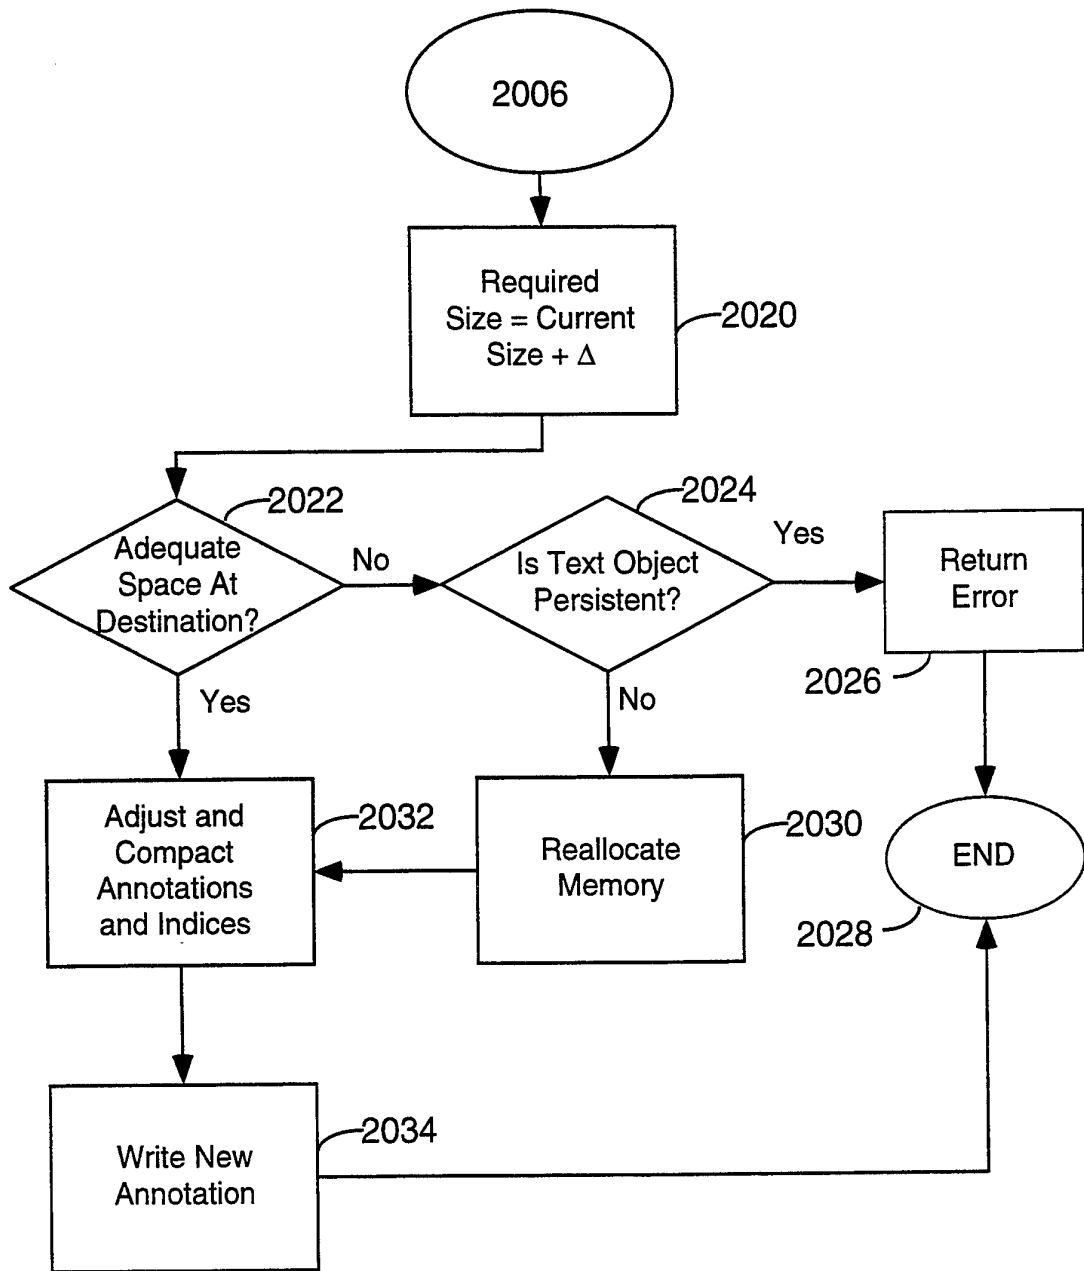 2006
Required
Size = Current
Size + Δ
2020
2022
Adequate
Space At
Destination?
No
2024
Is Text Object
Persistent?
Yes
Return
Error
2026
Yes
No
Adjust and
Compact
Annotations
and Indices
2032
Reallocate
Memory
2030
END
2028
Write New
Annotation
2034